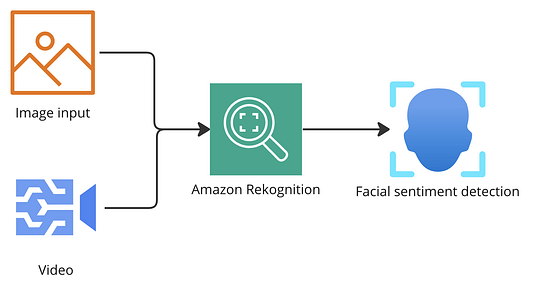 Image input
Amazon Rekognition
Facial sentiment detection
Video